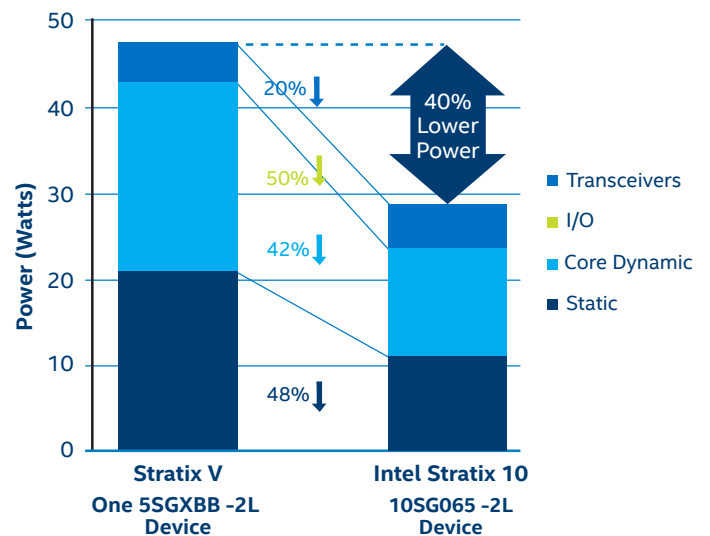 50
40
30
20
10
0
Power (Watts)
20%
50%
42%
48%
40%
Lower
Power
Transceivers
I/O
Core Dynamic
Static
Stratix V
One 5SGXBB -2L
Device
Intel Stratix 10
10SG065 -2L
Device